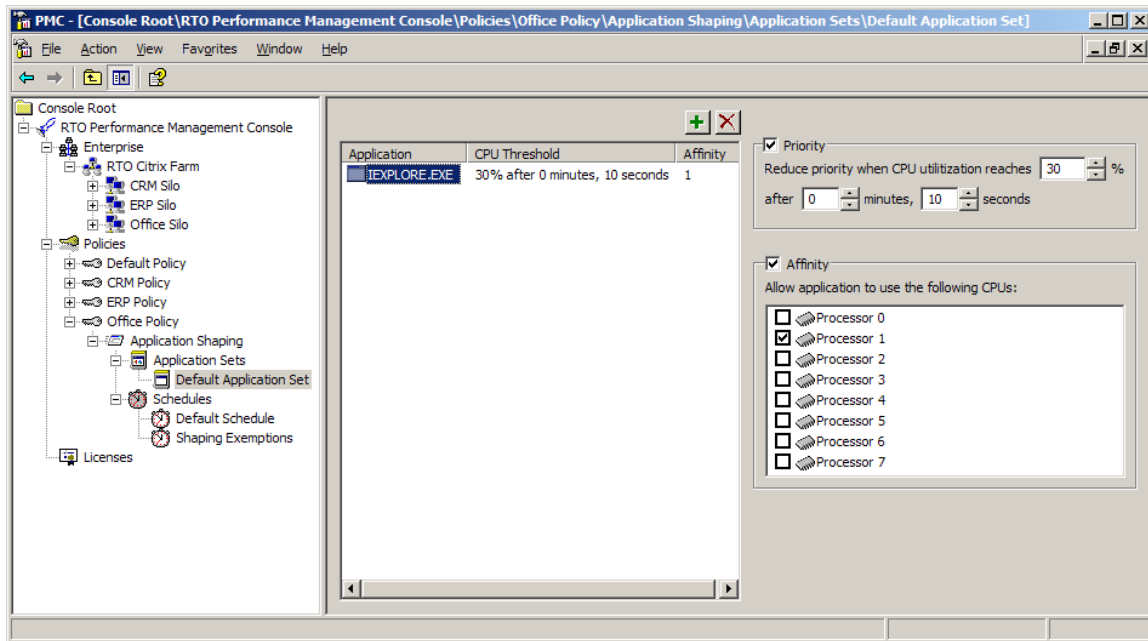 PMC - [Console Root\RTO Performance Management Console\Policies\Office Policy\Application Shaping\Application Sets\Default Application Set]
File Action View Favorites Window Help
Console Root
RTO Performance Management Console
Enterprise
RTO Citrix Farm
CRM Silo
ERP Silo
Office Silo
Policies
Default Policy
CRM Policy
ERP Policy
Office Policy
Application Shaping
Application Sets
Default Application Set
Schedules
Default Schedule
Shaping Exemptions
Licenses
Application CPU Threshold Affinity
IEXPLORE.EXE 30% after 0 minutes, 10 seconds 1
Priority
Reduce priority when CPU utilitization reaches 30 %
after 0 minutes, 10 seconds
Affinity
Allow application to use the following CPUs:
Processor 0
Processor 1
Processor 2
Processor 3
Processor 4
Processor 5
Processor 6
Processor 7